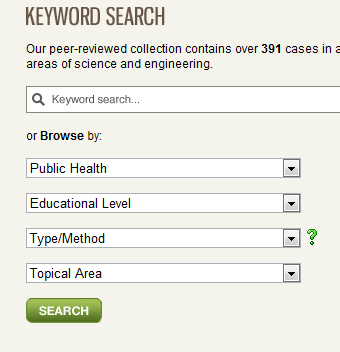 KEYWORD SEARCH
Our peer-reviewed collection contains over 391 cases in a
areas of science and engineering.
Keyword search...
or Browse by:
Public Health
Educational Level
Type/Method
?
Topical Area
SEARCH